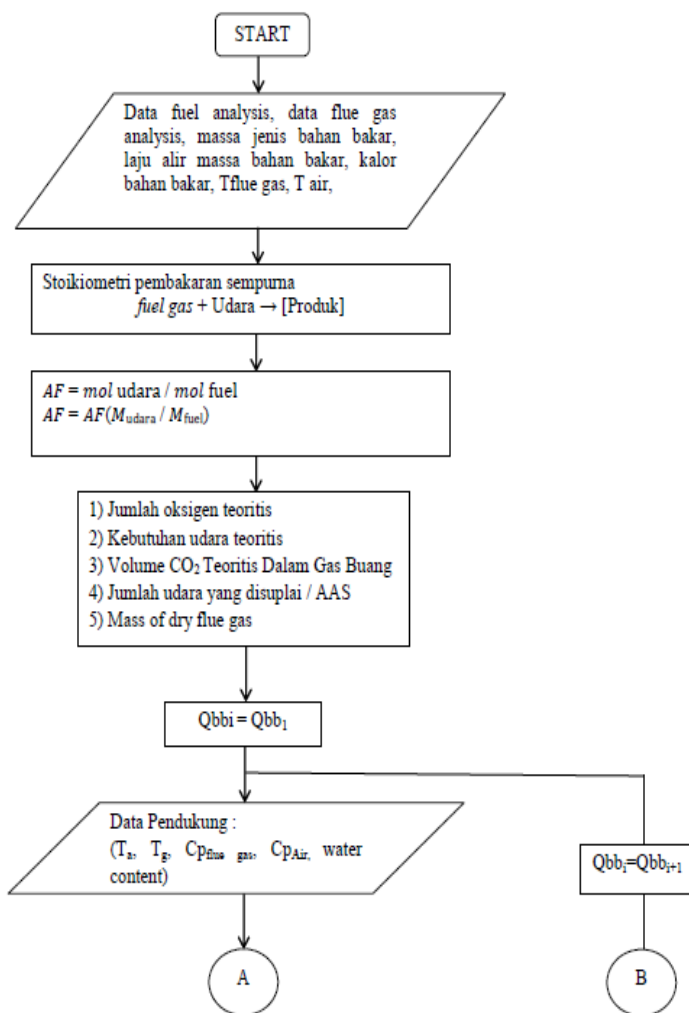 START
Data fuel analysis, data flue gas
analysis, massa jenis bahan bakar,
laju alir massa bahan bakar, kalor
bahan bakar, Tflue gas, T air,
Stoikiometri pembakaran sempurna
fuel gas + Udara → [Produk]
AF = mol udara / mol fuel
AF = AF(Mudara / Mfuel)
1) Jumlah oksigen teoritis
2) Kebutuhan udara teoritis
3) Volume CO₂ Teoritis Dalam Gas Buang
4) Jumlah udara yang disuplai / AAS
5) Mass of dry flue gas
Qbbi = Qbb₁
Data Pendukung :
(Tₐ, Tg, Cpflue gas, CpAir, water
content)
Qbbᵢ=Qbbᵢ₊₁
A
B